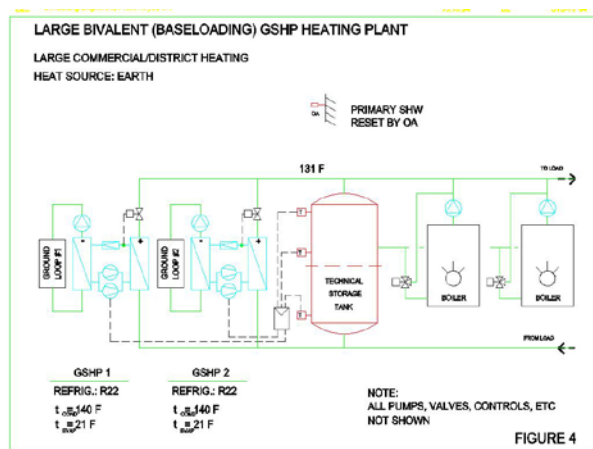 LARGE BIVALENT (BASELOADING) GSHP HEATING PLANT
LARGE COMMERCIAL/DISTRICT HEATING
HEAT SOURCE: EARTH
OA
PRIMARY SHW
RESET BY OA
131 F
TO LOAD
GROUND
LOOP #1
-
+
GROUND
LOOP #2
-
+
T
T
T
TECHNICAL
STORAGE
TANK
BOILER
BOILER
FROM LOAD
GSHP 1
REFRIG.: R22
t COND=140 F
t EVAP=21 F
GSHP 2
REFRIG.: R22
t COND=140 F
t EVAP=21 F
NOTE:
ALL PUMPS, VALVES, CONTROLS, ETC
NOT SHOWN
FIGURE 4